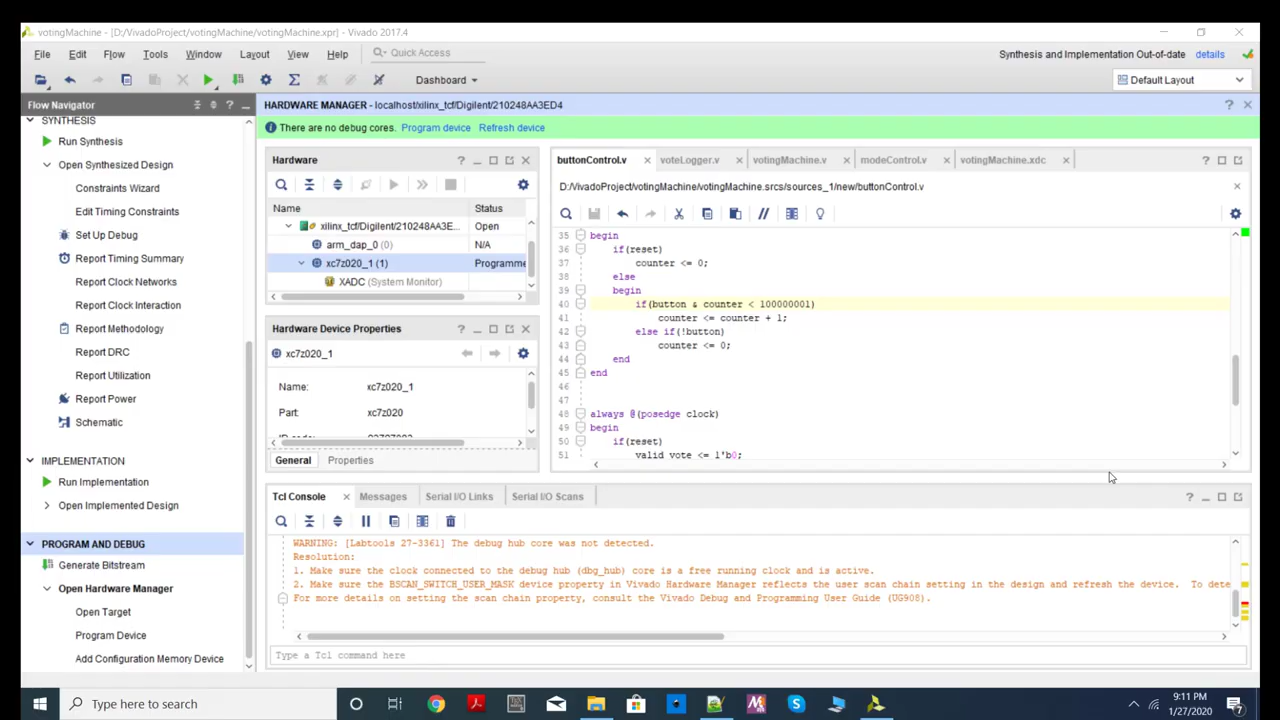 votingMachine - [D:/VivadoProject/votingMachine/votingMachine.xpr] - Vivado 2017.4
File Edit Flow Tools Window Layout View Help Quick Access
Synthesis and Implementation Out-of-date details
Dashboard
Default Layout
Flow Navigator
HARDWARE MANAGER - localhost/xilinx_tcf/Digilent/210248AA3ED4
There are no debug cores. Program device Refresh device
SYNTHESIS
Run Synthesis
Open Synthesized Design
Constraints Wizard
Edit Timing Constraints
Set Up Debug
Report Timing Summary
Report Clock Networks
Report Clock Interaction
Report Methodology
Report DRC
Report Utilization
Report Power
Schematic
IMPLEMENTATION
Run Implementation
Open Implemented Design
PROGRAM AND DEBUG
Generate Bitstream
Open Hardware Manager
Open Target
Program Device
Add Configuration Memory Device
Hardware
Name Status
xilinx_tcf/Digilent/210248AA3E... Open
arm_dap_0 (0) N/A
xc7z020_1 (1) Programme
XADC (System Monitor)
Hardware Device Properties
xc7z020_1
Name: xc7z020_1
Part: xc7z020
General Properties
buttonControl.v voteLogger.v votingMachine.v modeControl.v votingMachine.xdc
D:/VivadoProject/votingMachine/votingMachine.srcs/sources_1/new/buttonControl.v
35 begin
36 if(reset)
37 counter <= 0;
38 else
39 begin
40 if(button & counter < 100000001)
41 counter <= counter + 1;
42 else if(!button)
43 counter <= 0;
44 end
45 end
46
47
48 always @(posedge clock)
49 begin
50 if(reset)
51 valid_vote <= 1'b0;
Tcl Console Messages Serial I/O Links Serial I/O Scans
WARNING: [Labtools 27-3361] The debug hub core was not detected.
Resolution:
1. Make sure the clock connected to the debug hub (dbg_hub) core is a free running clock and is active.
2. Make sure the BSCAN_SWITCH_USER_MASK device property in Vivado Hardware Manager reflects the user scan chain setting in the design and refresh the device. To dete
For more details on setting the scan chain property, consult the Vivado Debug and Programming User Guide (UG908).
Type a Tcl command here
Type here to search
9:11 PM
1/27/2020
7